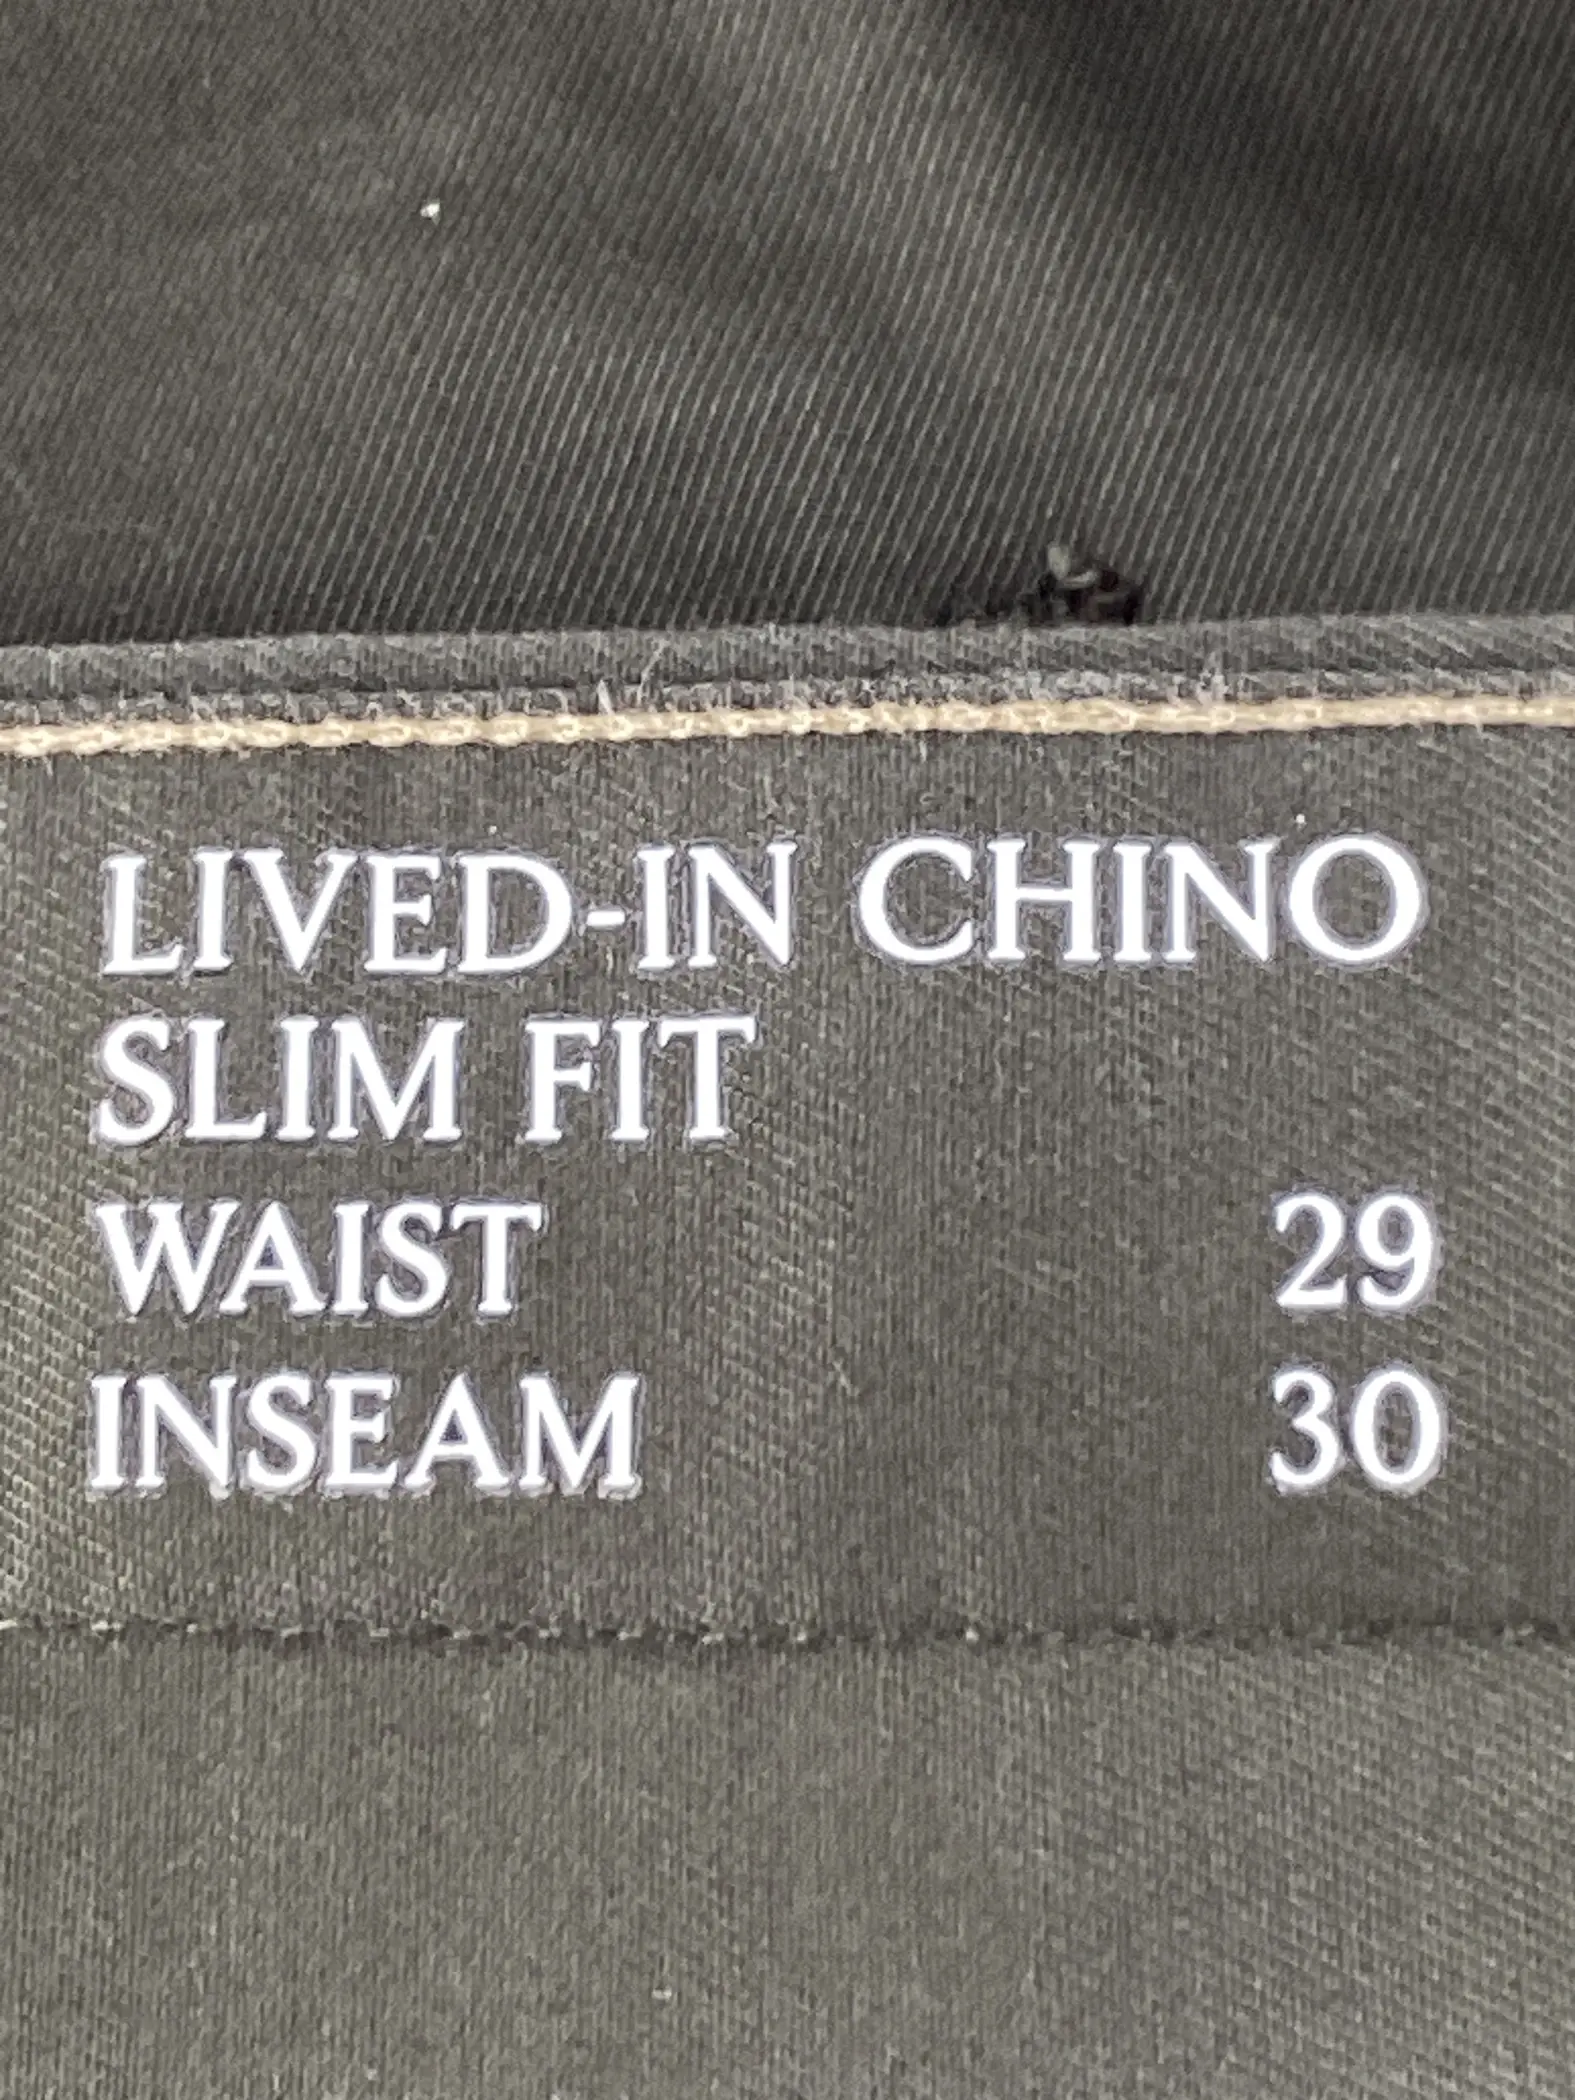 LIVED-IN CHINO
SLIM FIT
WAIST 29
INSEAM 30